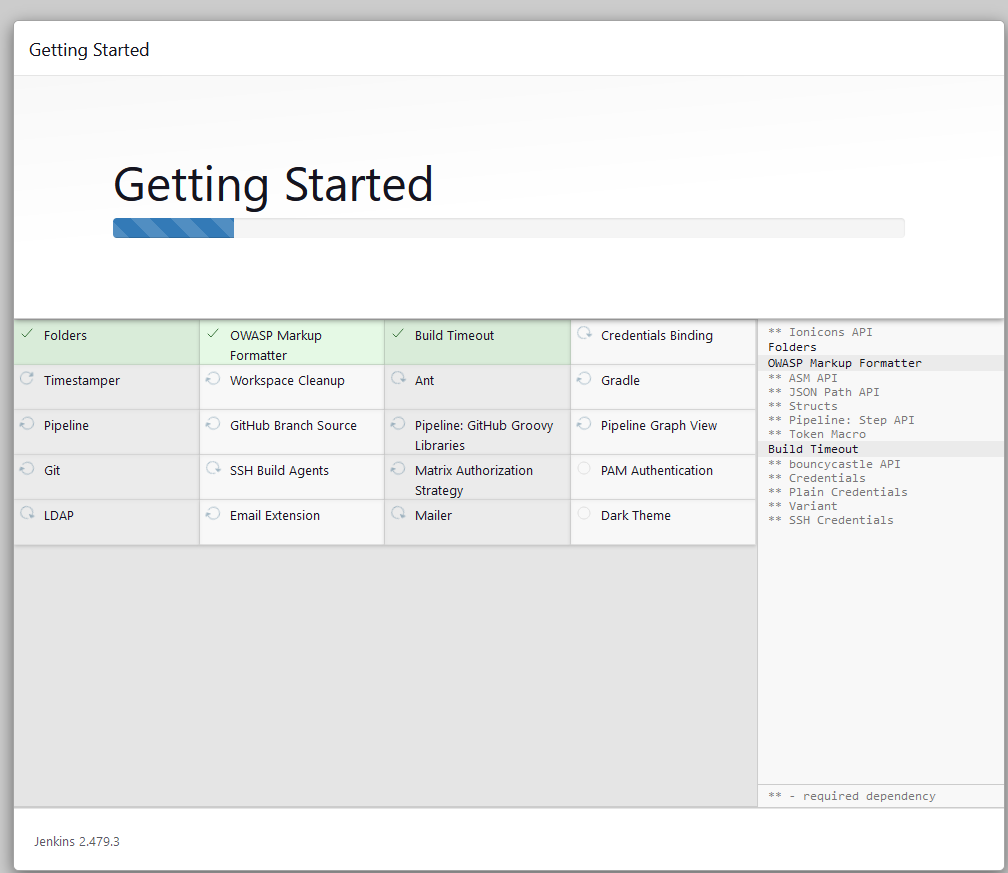 Getting Started
Getting Started
Folders
OWASP Markup
Formatter
Build Timeout
Credentials Binding
Timestamper
Workspace Cleanup
Ant
Gradle
Pipeline
GitHub Branch Source
Pipeline: GitHub Groovy
Libraries
Pipeline Graph View
Git
SSH Build Agents
Matrix Authorization
Strategy
PAM Authentication
LDAP
Email Extension
Mailer
Dark Theme
** Ionicons API
Folders
OWASP Markup Formatter
** ASM API
** JSON Path API
** Structs
** Pipeline: Step API
** Token Macro
Build Timeout
** bouncycastle API
** Credentials
** Plain Credentials
** Variant
** SSH Credentials
** - required dependency
Jenkins 2.479.3